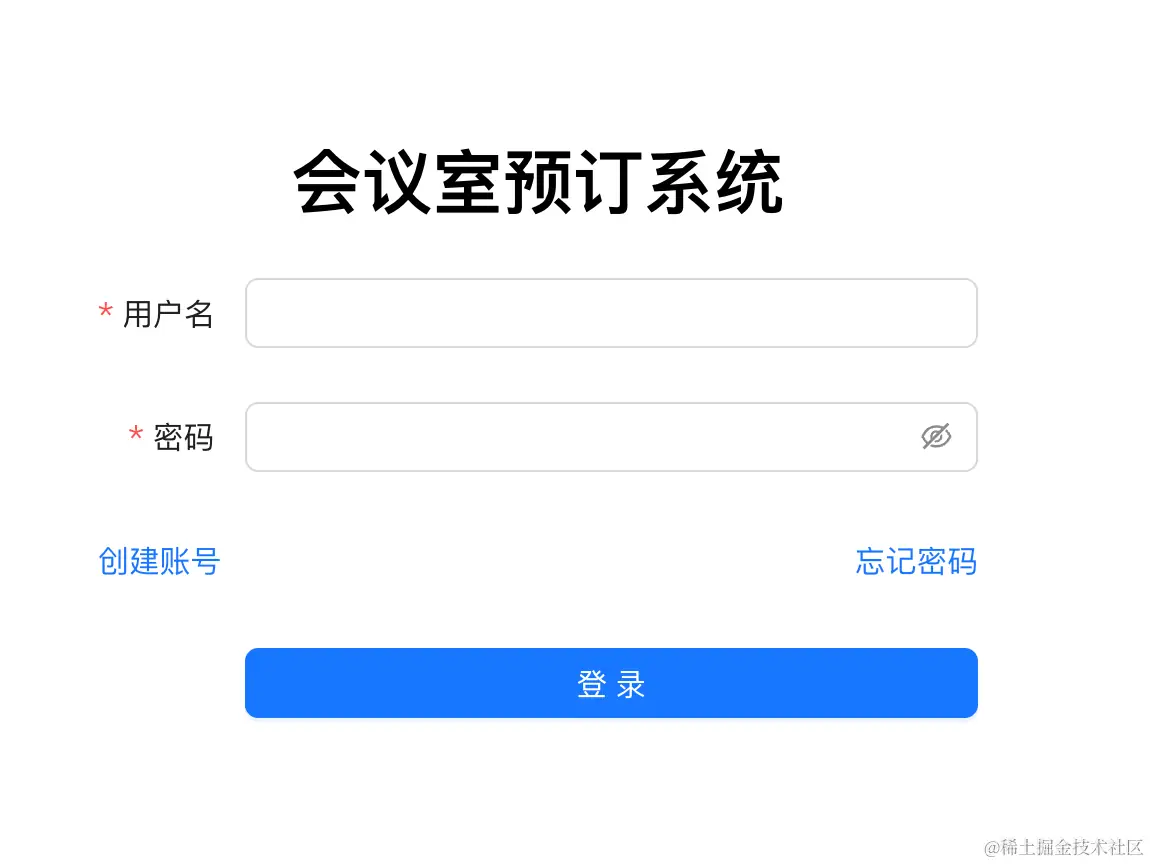 会议室预订系统
* 用户名
* 密码
创建账号 忘记密码
登 录
@稀土掘金技术社区